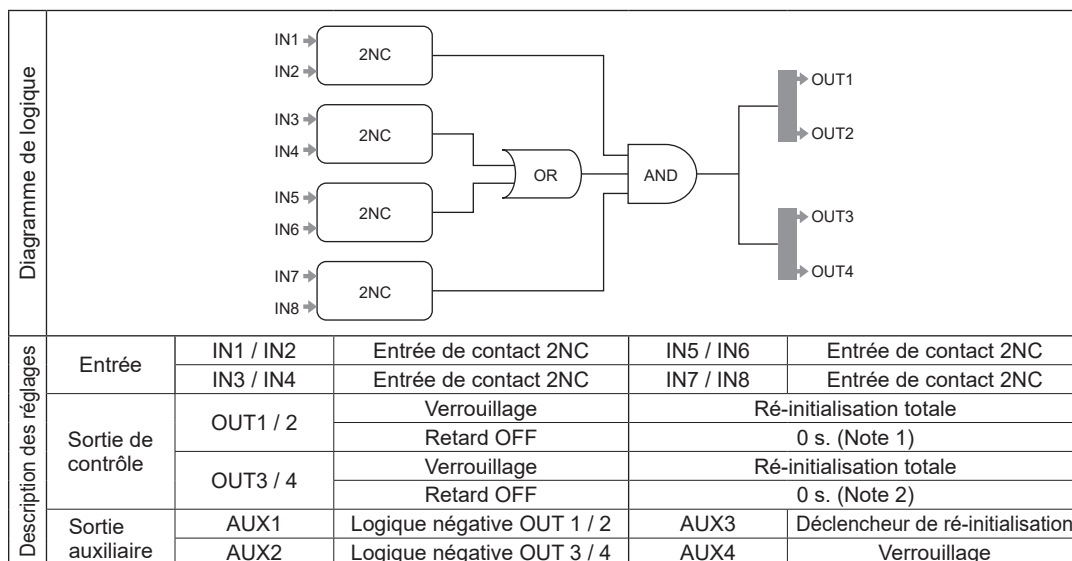 Diagramme de logique
IN1
IN2
2NC
IN3
IN4
2NC
IN5
IN6
2NC
IN7
IN8
2NC
OR
AND
OUT1
OUT2
OUT3
OUT4
Description des réglages
Entrée
IN1 / IN2 Entrée de contact 2NC IN5 / IN6 Entrée de contact 2NC
IN3 / IN4 Entrée de contact 2NC IN7 / IN8 Entrée de contact 2NC
Sortie de
contrôle
OUT1 / 2
Verrouillage Ré-initialisation totale
Retard OFF 0 s. (Note 1)
OUT3 / 4
Verrouillage Ré-initialisation totale
Retard OFF 0 s. (Note 2)
Sortie
auxiliaire
AUX1 Logique négative OUT 1 / 2 AUX3 Déclencheur de ré-initialisation
AUX2 Logique négative OUT 3 / 4 AUX4 Verrouillage